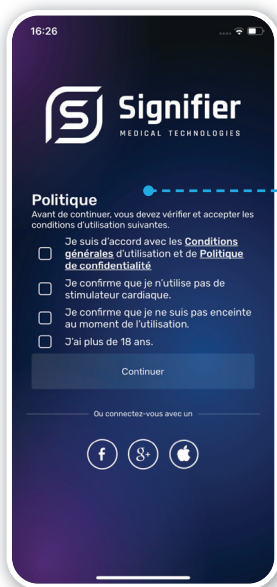 16:26
Signifier
MEDICAL TECHNOLOGIES
Politique
Avant de continuer, vous devez vérifier et accepter les
conditions d'utilisation suivantes.
Je suis d'accord avec les Conditions
générales d'utilisation et de Politique
de confidentialité
Je confirme que je n'utilise pas de
stimulateur cardiaque.
Je confirme que je ne suis pas enceinte
au moment de l'utilisation.
J'ai plus de 18 ans.
Continuer
Ou connectez-vous avec un
f 8+